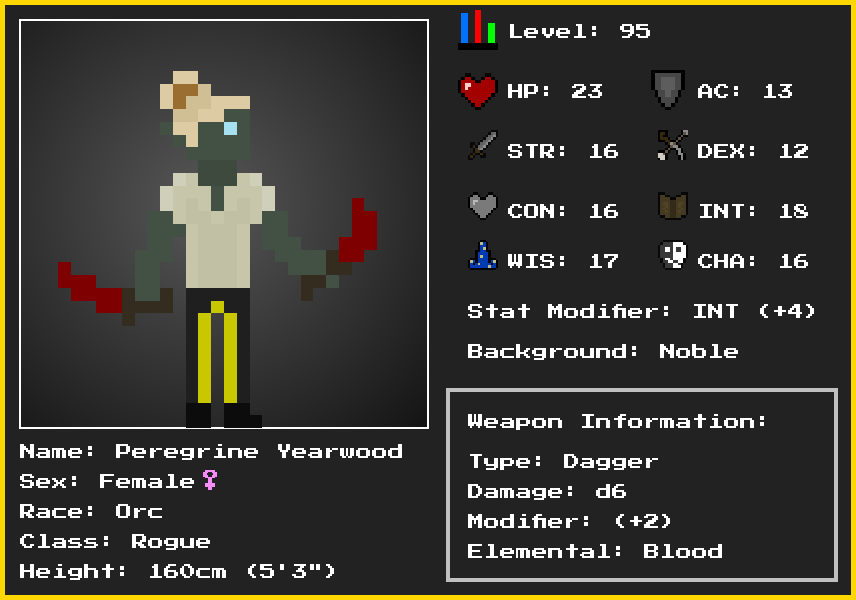 Level: 95
HP: 23 AC: 13
STR: 16 DEX: 12
CON: 16 INT: 18
WIS: 17 CHA: 16
Stat Modifier: INT (+4)
Background: Noble
Weapon Information:
Type: Dagger
Damage: d6
Modifier: (+2)
Elemental: Blood
Name: Peregrine Yearwood
Sex: Female♀
Race: Orc
Class: Rogue
Height: 160cm (5'3")